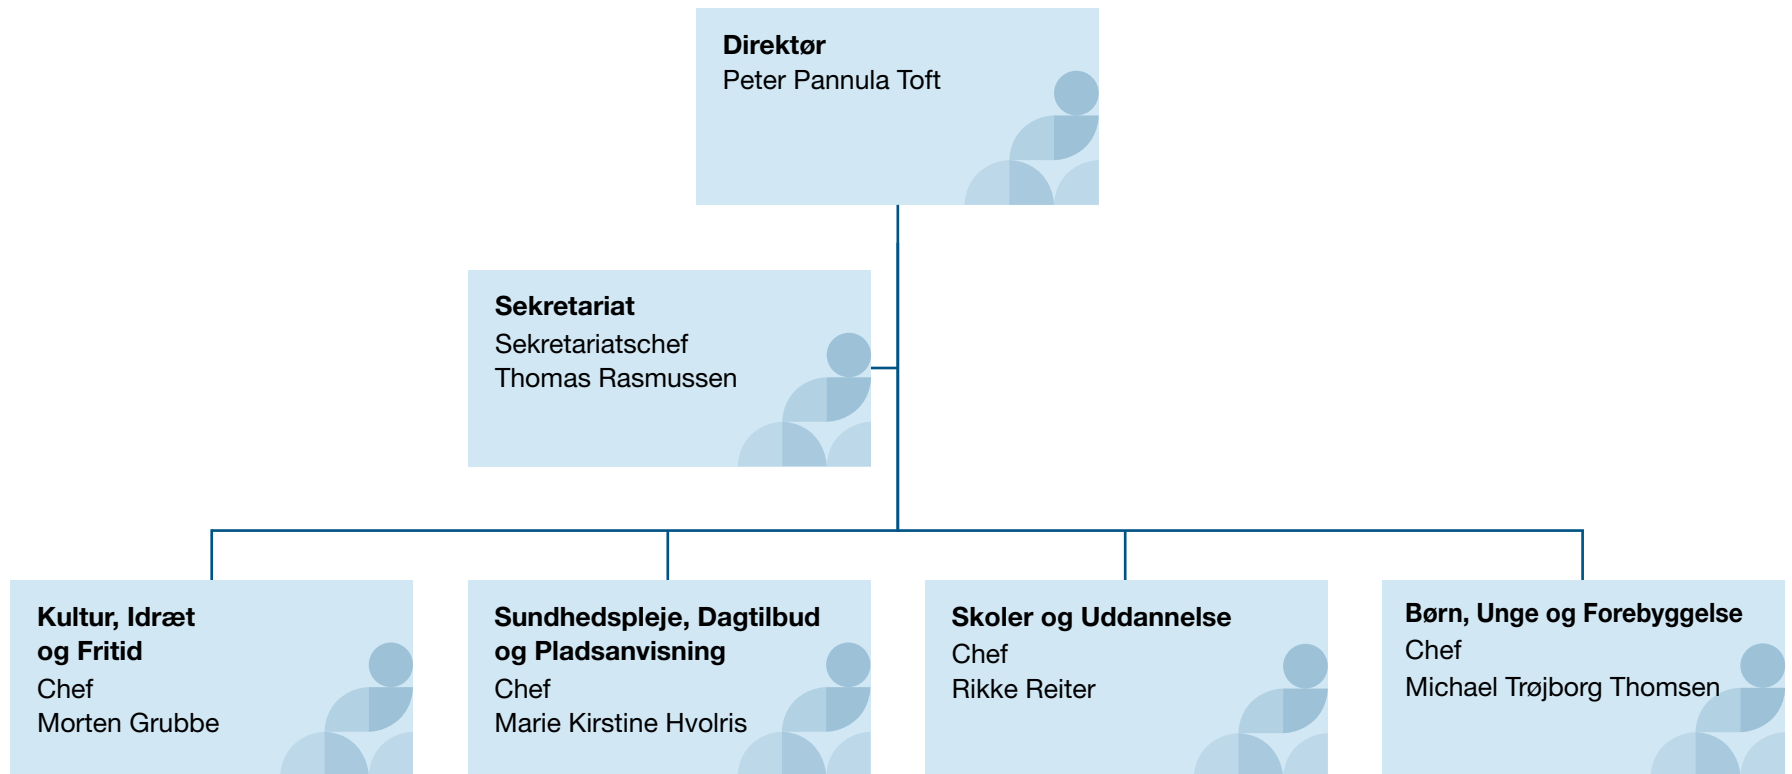 Direktør
Peter Pannula Toft
Sekretariat
Sekretariatschef
Thomas Rasmussen
Kultur, Idræt
og Fritid
Chef
Morten Grubbe
Sundhedspleje, Dagtilbud
og Pladsanvisning
Chef
Marie Kirstine Hvolris
Skoler og Uddannelse
Chef
Rikke Reiter
Børn, Unge og Forebyggelse
Chef
Michael Trøjborg Thomsen